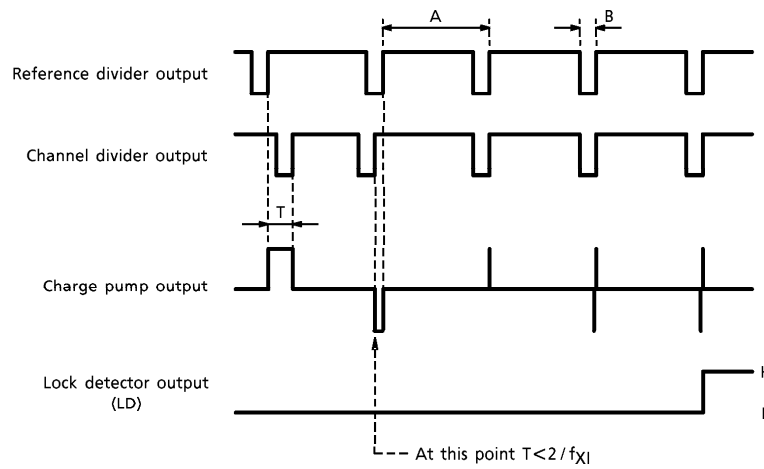 A
B
Reference divider output
Channel divider output
T
Charge pump output
Lock detector output
(LD)
At this point T<2/fXI